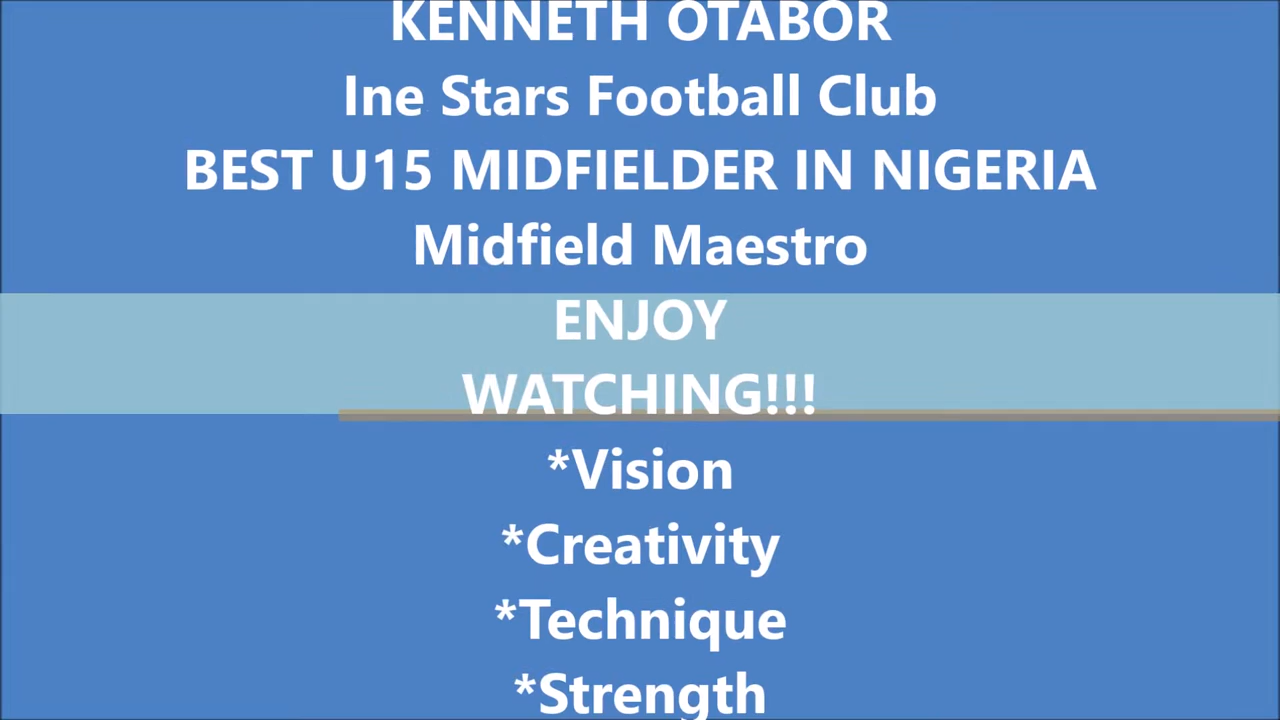 KENNETH OTABOR
Ine Stars Football Club
BEST U15 MIDFIELDER IN NIGERIA
Midfield Maestro
ENJOY
WATCHING!!!
*Vision
*Creativity
*Technique
*Strength